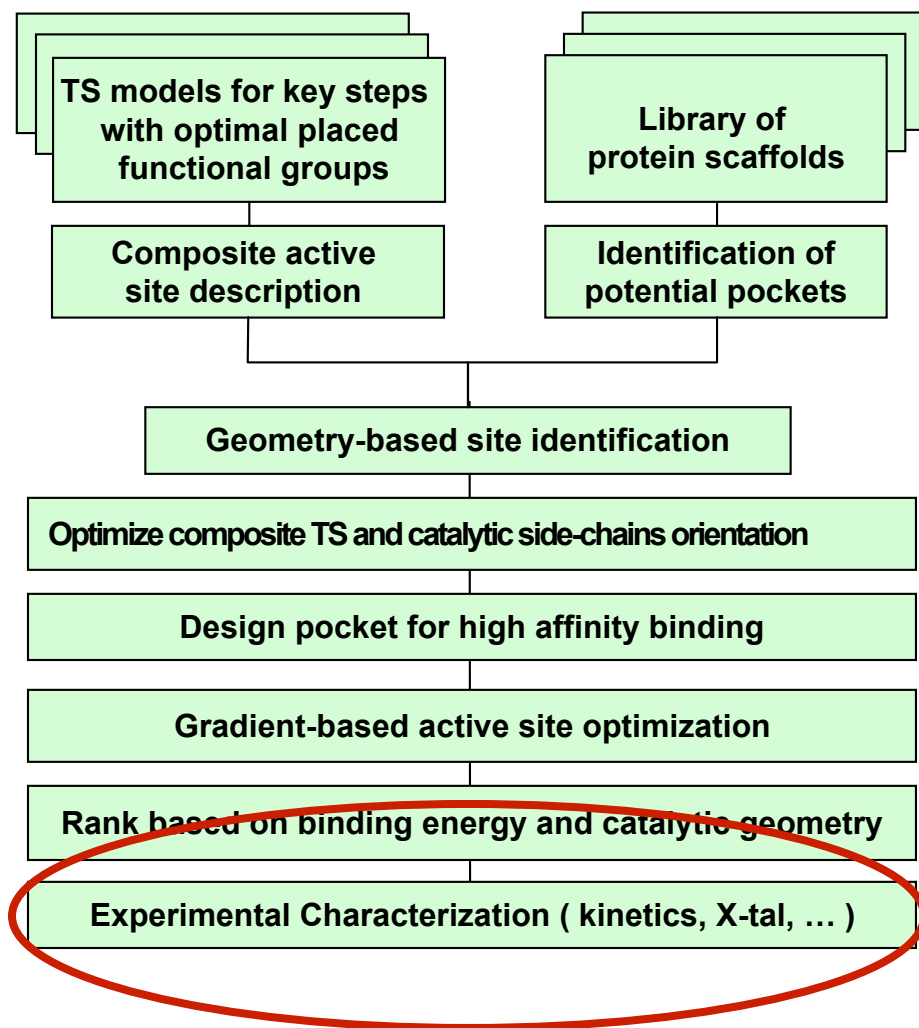 TS models for key steps
with optimal placed
functional groups
Library of
protein scaffolds
Composite active
site description
Identification of
potential pockets
Geometry-based site identification
Optimize composite TS and catalytic side-chains orientation
Design pocket for high affinity binding
Gradient-based active site optimization
Rank based on binding energy and catalytic geometry
Experimental Characterization ( kinetics, X-tal, … )